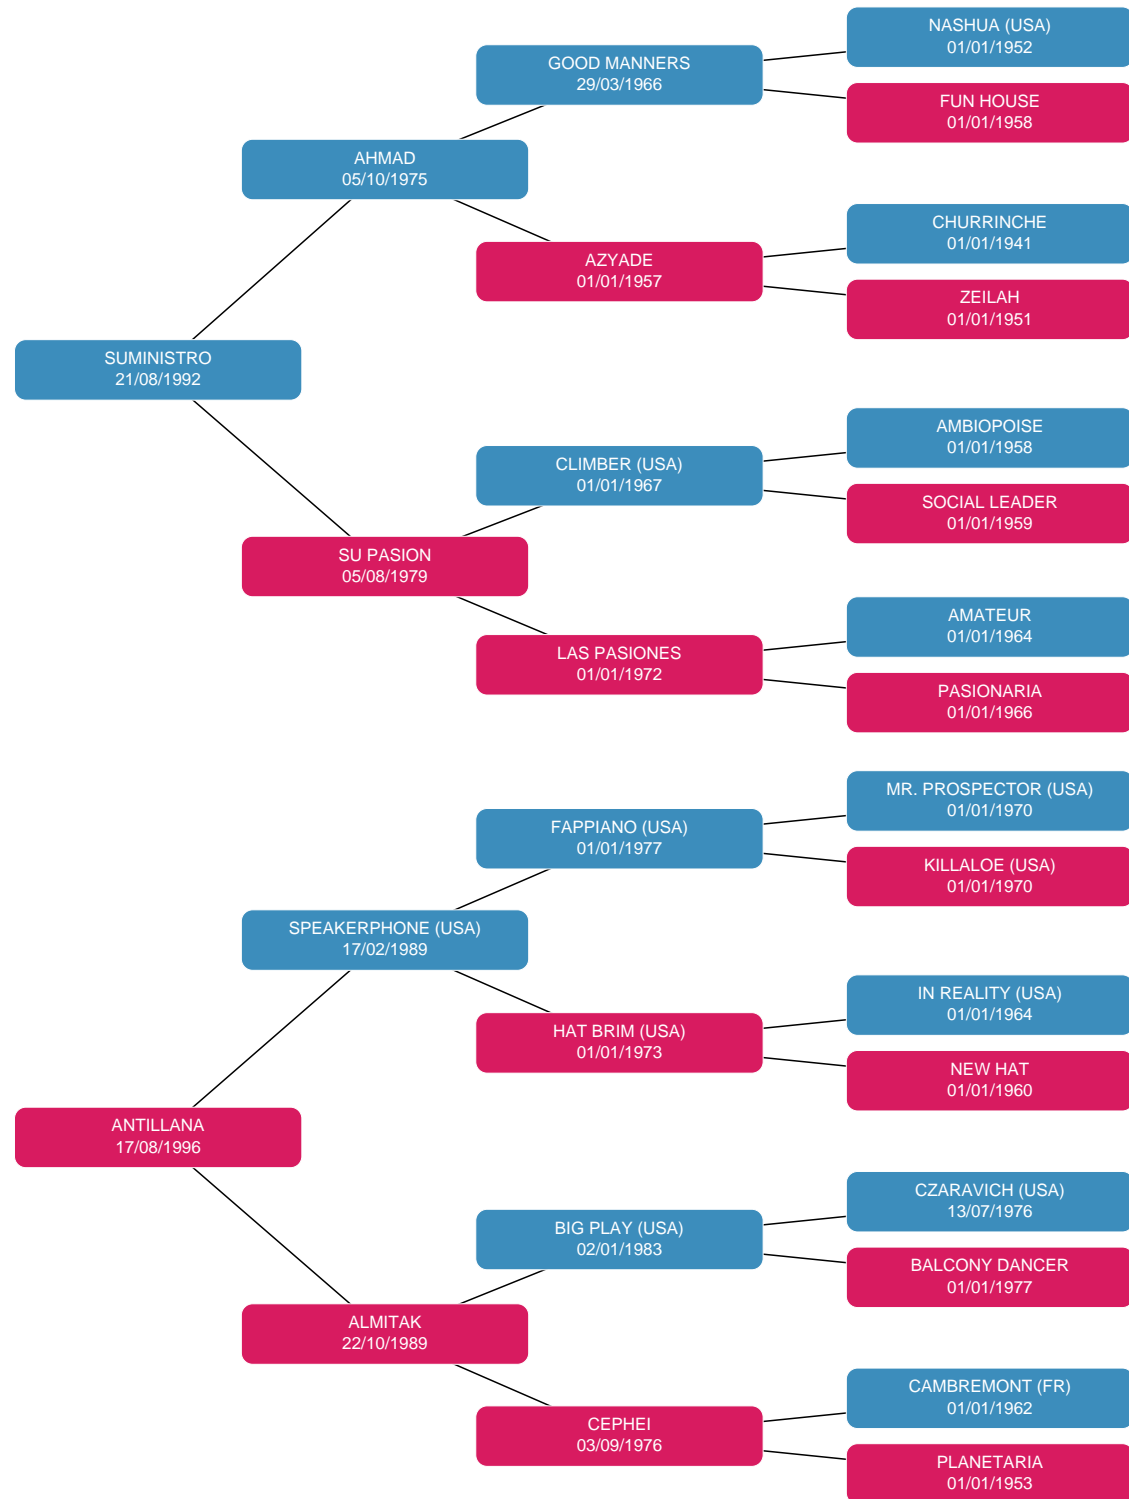 NASHUA (USA)
01/01/1952
GOOD MANNERS
29/03/1966
FUN HOUSE
01/01/1958
AHMAD
05/10/1975
CHURRINCHE
01/01/1941
AZYADE
01/01/1957
ZEILAH
01/01/1951
SUMINISTRO
21/08/1992
AMBIOPOISE
01/01/1958
CLIMBER (USA)
01/01/1967
SOCIAL LEADER
01/01/1959
SU PASION
05/08/1979
AMATEUR
01/01/1964
LAS PASIONES
01/01/1972
PASIONARIA
01/01/1966
MR. PROSPECTOR (USA)
01/01/1970
FAPPIANO (USA)
01/01/1977
KILLALOE (USA)
01/01/1970
SPEAKERPHONE (USA)
17/02/1989
IN REALITY (USA)
01/01/1964
HAT BRIM (USA)
01/01/1973
NEW HAT
01/01/1960
ANTILLANA
17/08/1996
CZARAVICH (USA)
13/07/1976
BIG PLAY (USA)
02/01/1983
BALCONY DANCER
01/01/1977
ALMITAK
22/10/1989
CAMBREMONT (FR)
01/01/1962
CEPHEI
03/09/1976
PLANETARIA
01/01/1953